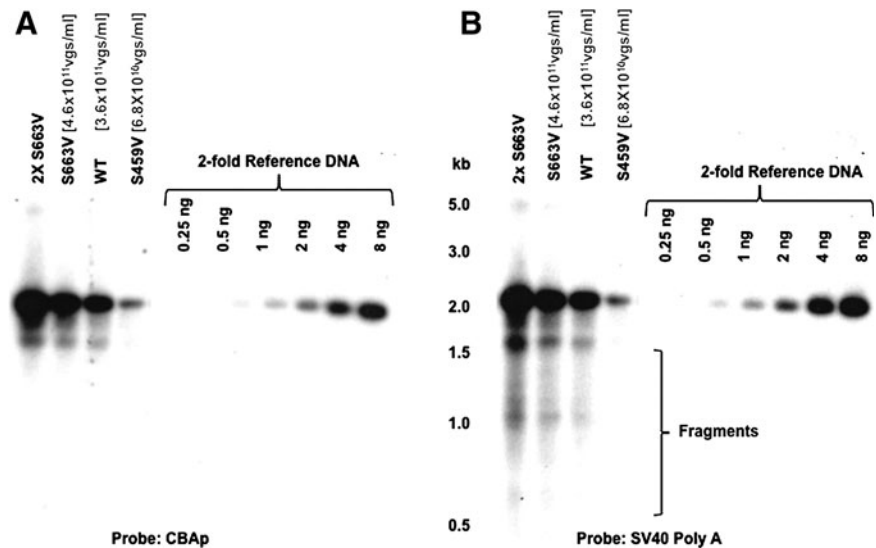 A
2X S663V
S663V [4.6x10¹¹vgs/ml]
WT [3.6x10¹¹vgs/ml]
S459V [6.8X10¹⁰vgs/ml]
2-fold Reference DNA
0.25 ng
0.5 ng
1 ng
2 ng
4 ng
8 ng
Probe: CBAp
B
kb
5.0
3.0
2.0
1.5
1.0
0.5
2x S663V
S663V [4.6x10¹¹vgs/ml]
WT [3.6x10¹¹vgs/ml]
S459V [6.8X10¹⁰vgs/ml]
2-fold Reference DNA
0.25 ng
0.5 ng
1 ng
2 ng
4 ng
8 ng
Fragments
Probe: SV40 Poly A